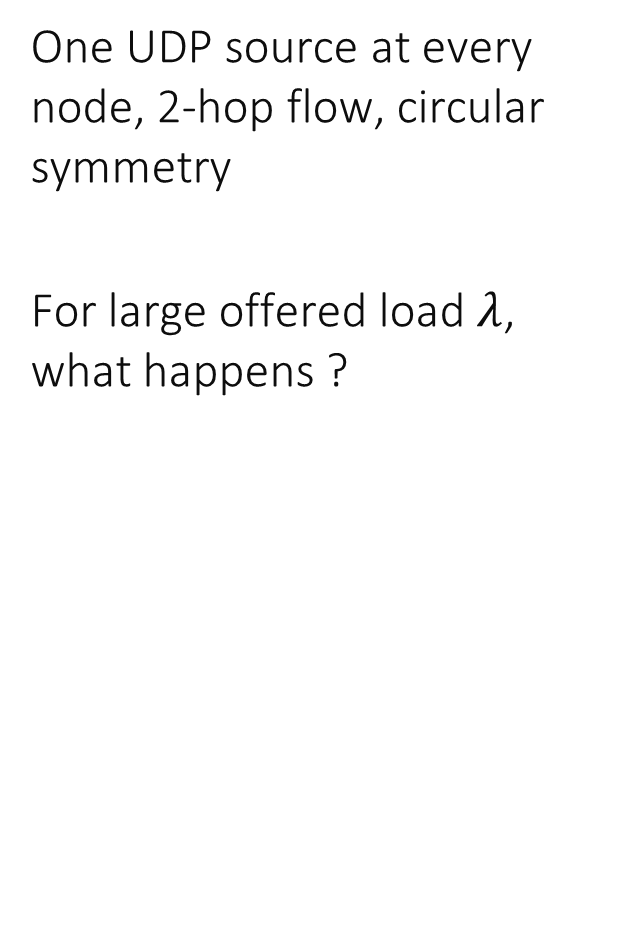 One UDP source at every
node, 2-hop flow, circular
symmetry
For large offered load λ,
what happens ?